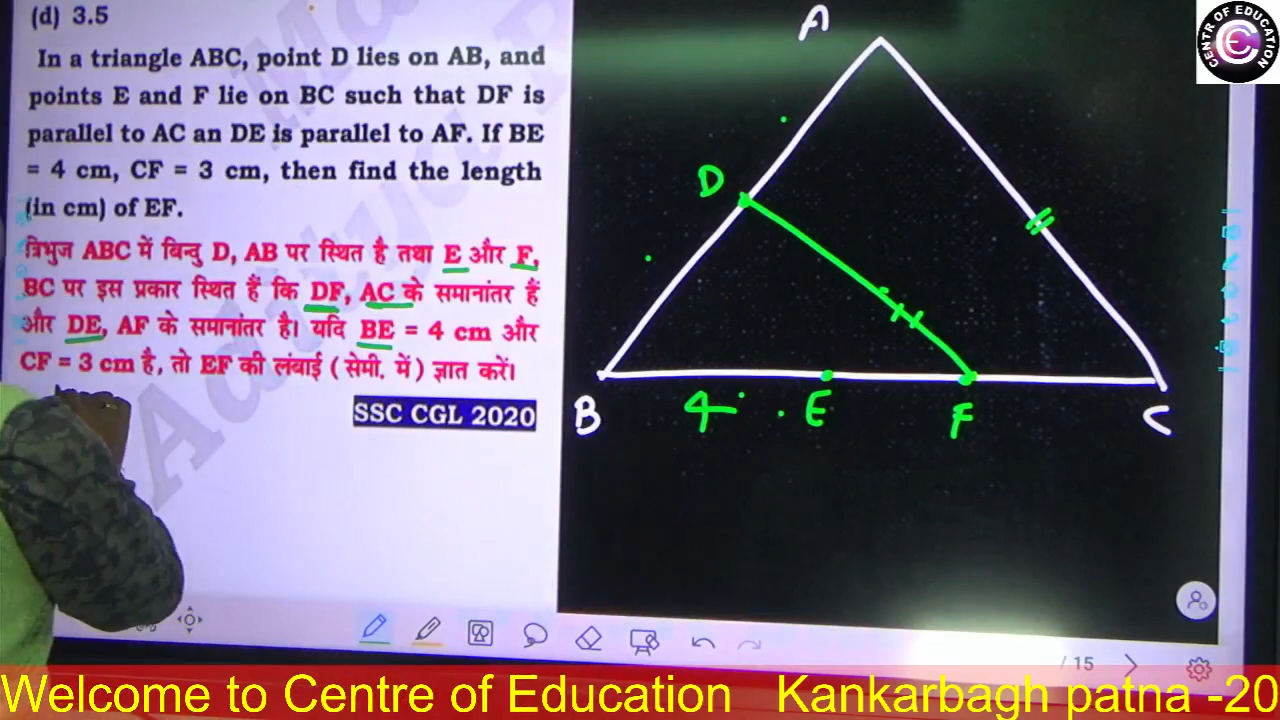 (d) 3.5
In a triangle ABC, point D lies on AB, and
points E and F lie on BC such that DF is
parallel to AC an DE is parallel to AF. If BE
= 4 cm, CF = 3 cm, then find the length
(in cm) of EF.
त्रिभुज ABC में बिन्दु D, AB पर स्थित है तथा E और F,
BC पर इस प्रकार स्थित हैं कि DF, AC के समानांतर हैं
और DE, AF के समानांतर है। यदि BE = 4 cm और
CF = 3 cm है, तो EF की लंबाई ( सेमी. में ) ज्ञात करें।
SSC CGL 2020
A
D
B
4
E
F
C
CENTR OF EDUCATION
CE
/ 15
Welcome to Centre of Education Kankarbagh patna -20